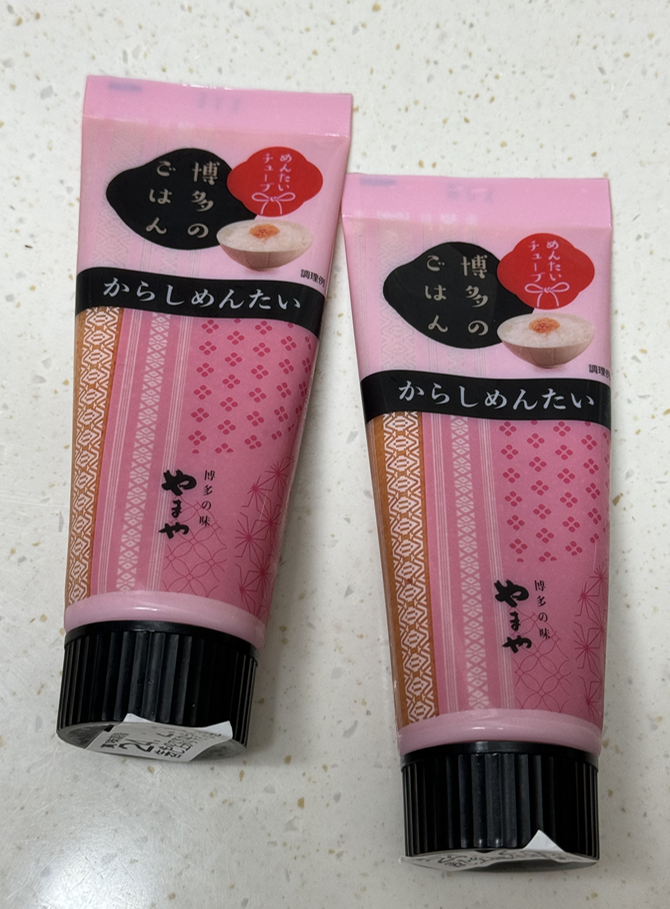 博多の
ごはん
めんたい
チューブ
調理例
からしめんたい
博多の味
やまや
博多の
ごはん
めんたい
チューブ
調理例
からしめんたい
博多の味
やまや